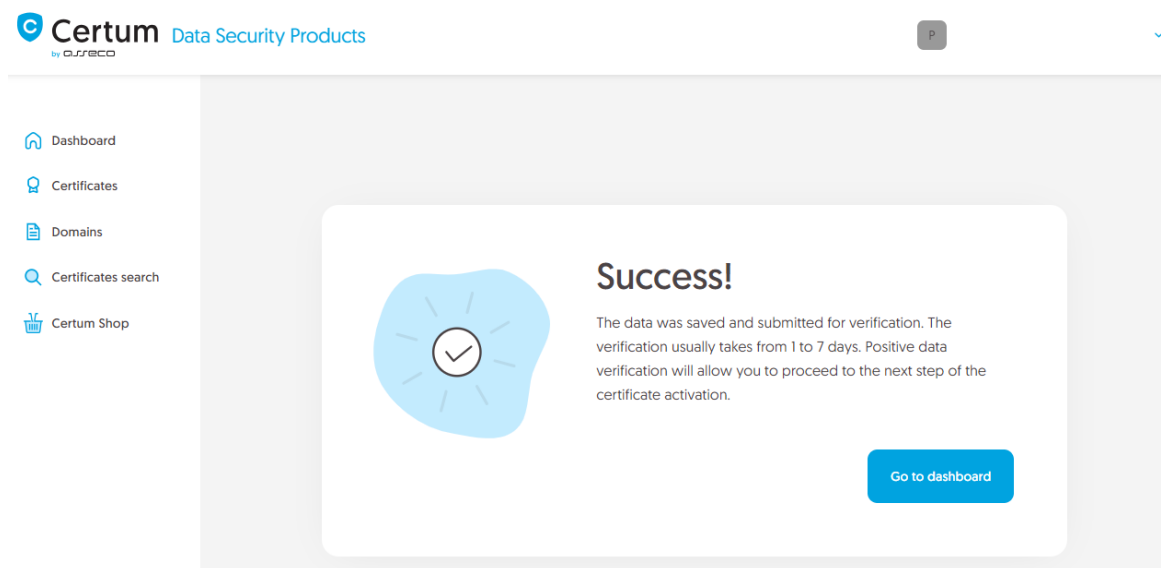 Certum Data Security Products
by asseco
P
Dashboard
Certificates
Domains
Certificates search
Certum Shop
Success!
The data was saved and submitted for verification. The
verification usually takes from 1 to 7 days. Positive data
verification will allow you to proceed to the next step of the
certificate activation.
Go to dashboard